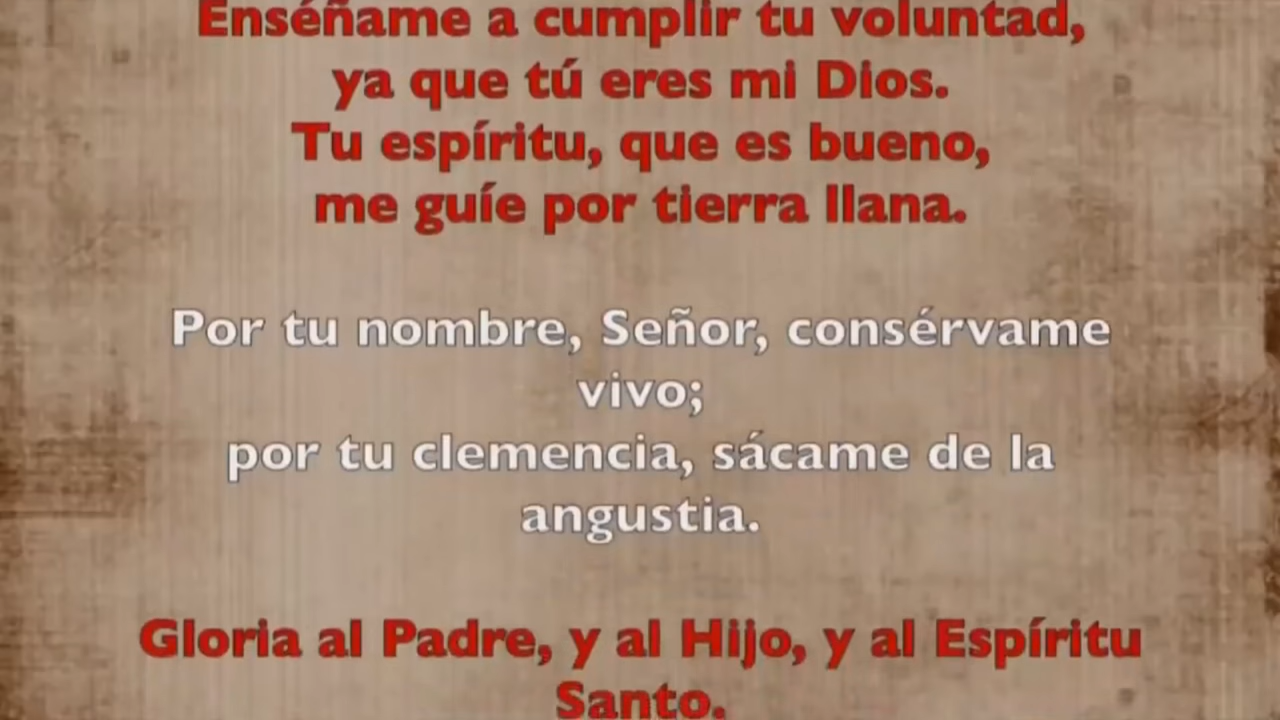 Enséñame a cumplir tu voluntad,
ya que tú eres mi Dios.
Tu espíritu, que es bueno,
me guíe por tierra llana.
Por tu nombre, Señor, consérvame
vivo;
por tu clemencia, sácame de la
angustia.
Gloria al Padre, y al Hijo, y al Espíritu
Santo.